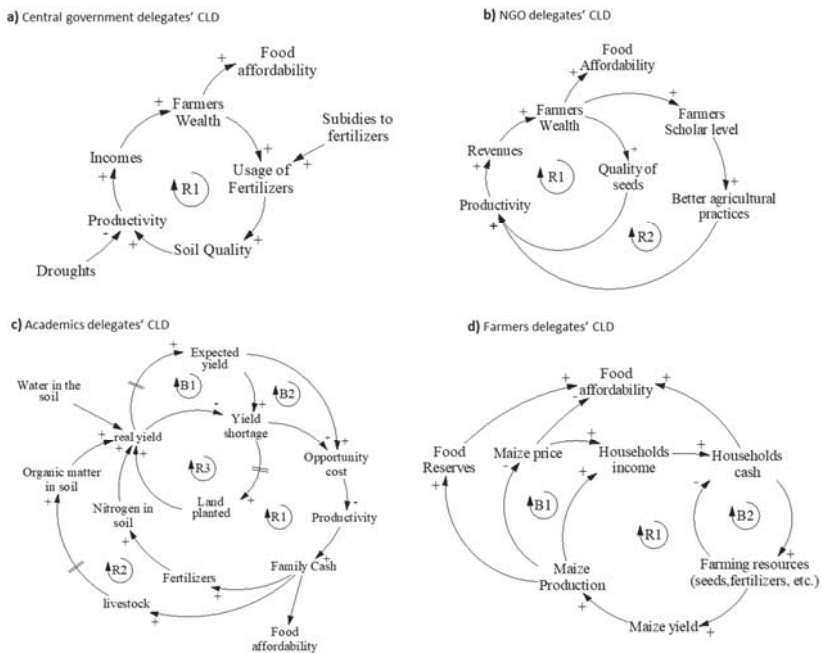 a) Central government delegates' CLD
Food
affordability
+
+
Farmers
Wealth
Subidies to
fertilizers
+
+
Usage of
Fertilizers
Incomes
+
R1
Productivity
-
+
Soil Quality
+
Droughts
b) NGO delegates' CLD
Food
Affordability
+
+
+
Farmers
Wealth
Farmers
Scholar level
Revenues
+
R1
+
Quality of
seeds
Productivity
+
+
Better agricultural
practices
R2
c) Academics delegates' CLD
+
Expected
yield
B1
B2
Water in the
soil
-
+
real yield
+
+
+
Yield
shortage
-
+
Opportunity
cost
R3
Organic matter
in soil
+
Nitrogen in
soil
+
Land
planted
+
R1
-
Productivity
R2
Fertilizers
+
+
Family Cash
livestock
+
Food
affordability
+
d) Farmers delegates' CLD
+
Food
affordability
+
-
Food
Reserves
+
Maize price
-
+
Households
income
+
+
Households
cash
-
B1
R1
B2
Maize
Production
+
+
Farming resources
(seeds,fertilizers, etc.)
Maize yield
+